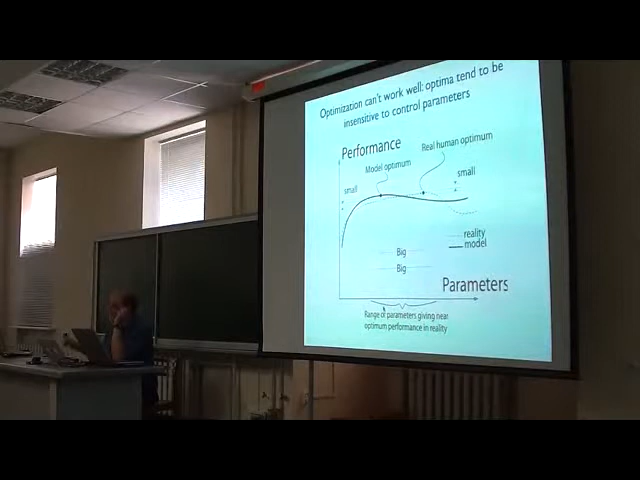 Optimization can't work well: optima tend to be
insensitive to control parameters
Performance
Real human optimum
Model optimum
small
small
reality
model
Big
Big
Parameters
Range of parameters giving near
optimum performance in reality